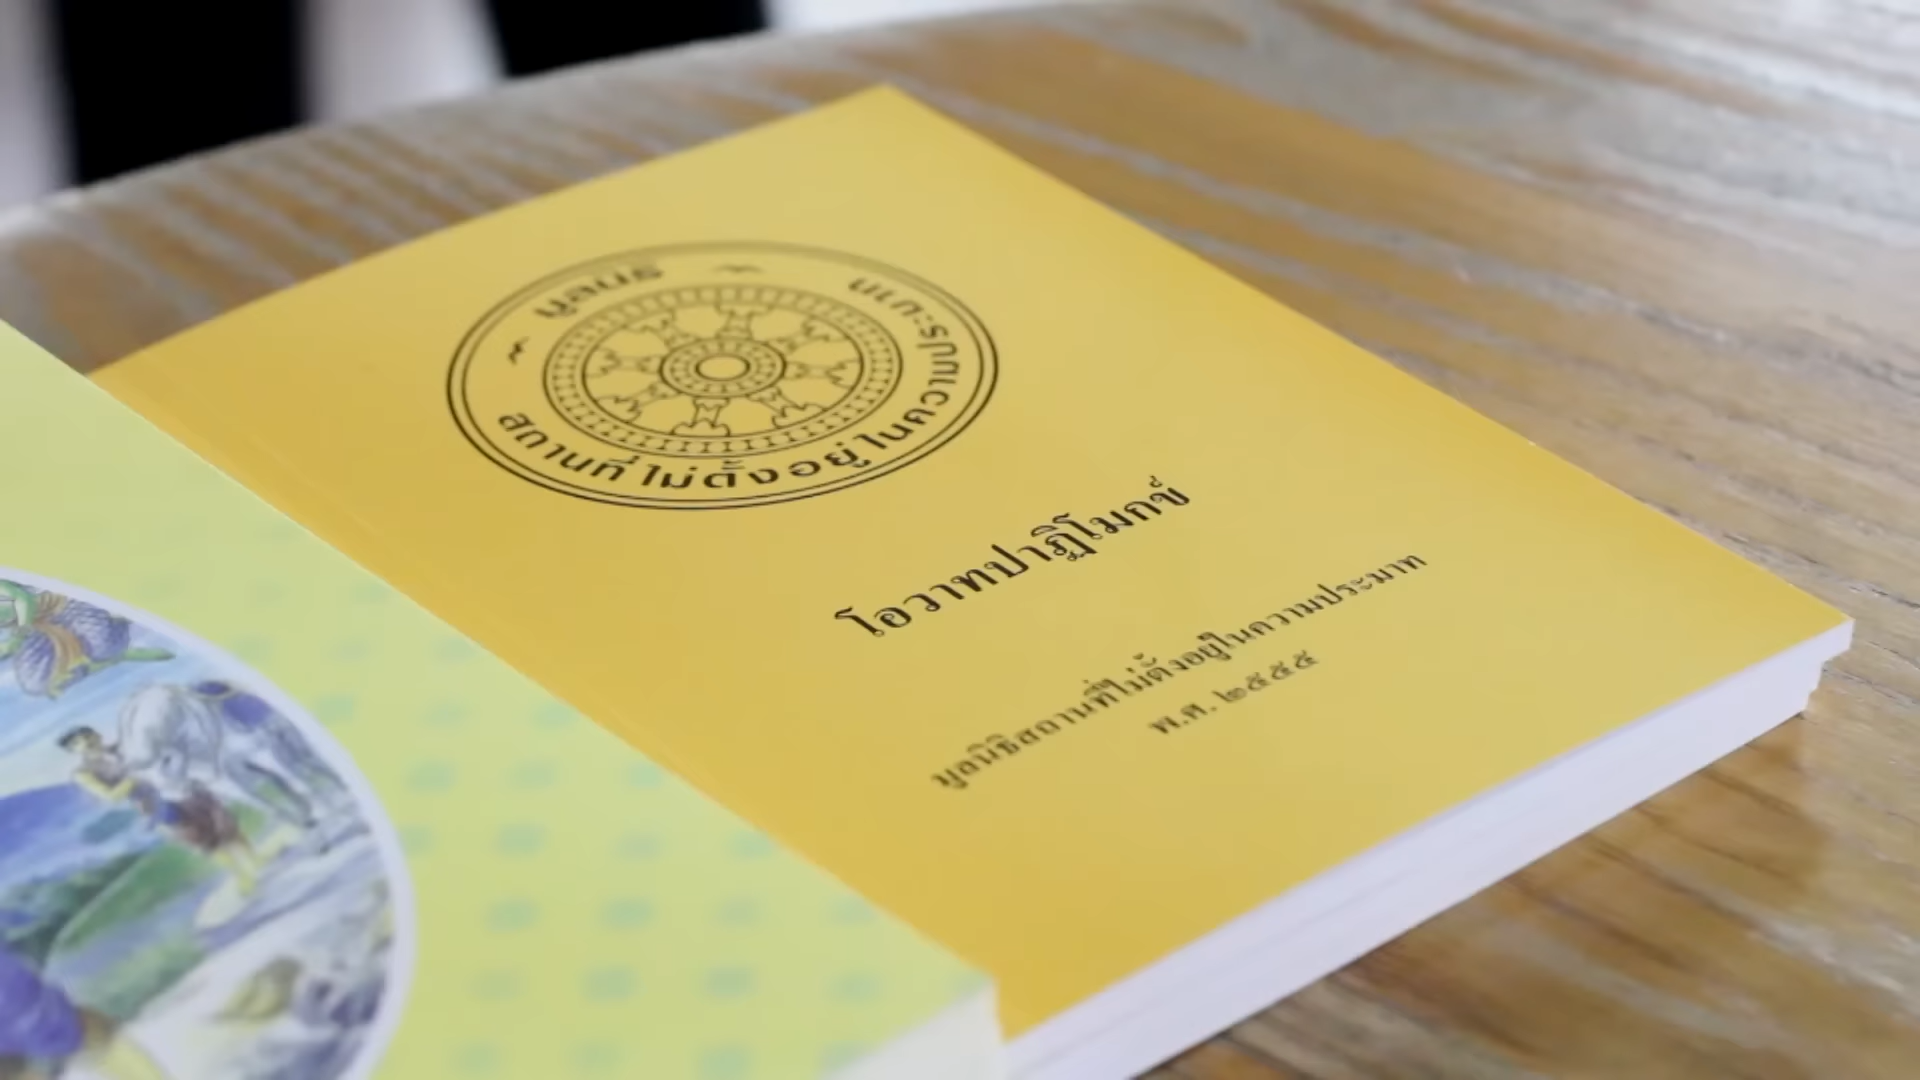 มูลนิธิ
สถานที่ไม่ตั้งอยู่ในความประมาท
โอวาทปาฏิโมกข์
มูลนิธิสถานที่ไม่ตั้งอยู่ในความประมาท
พ.ศ. ๒๕๕๕